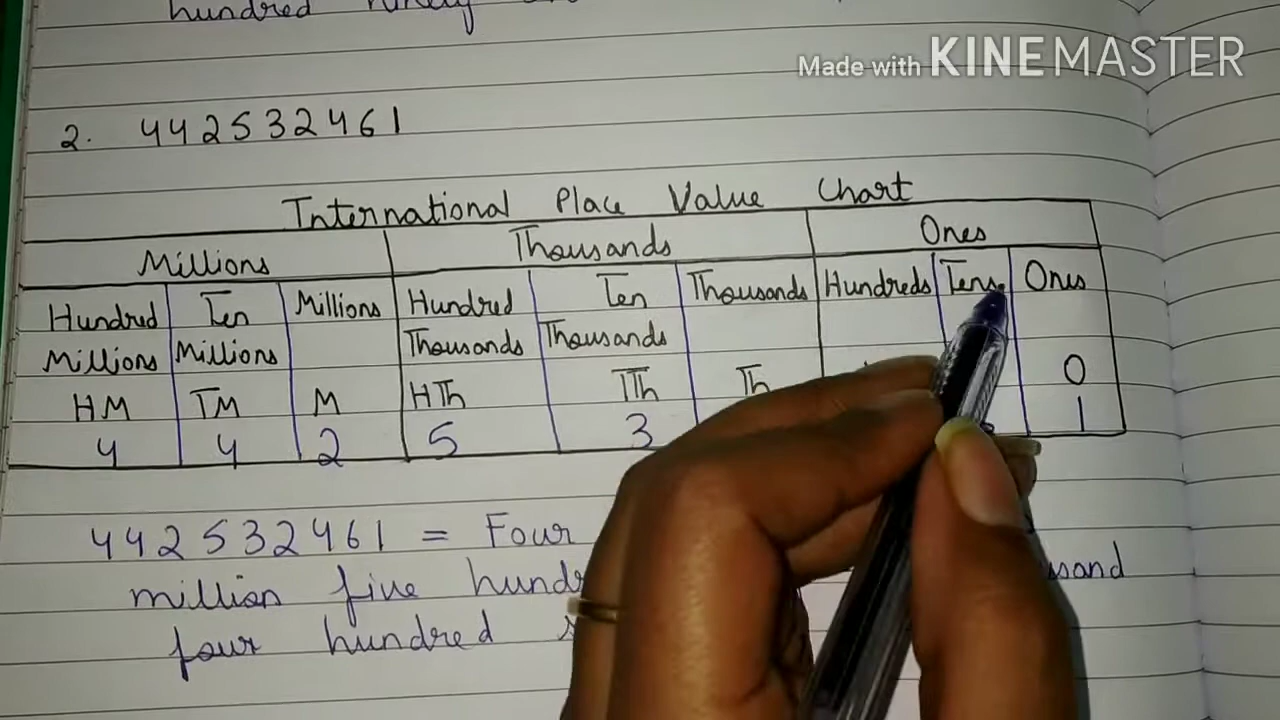 hundred
Made with KINEMASTER
2. 442532461
International Place Value Chart
Millions Thousands Ones
Hundred Millions Ten Millions Millions Hundred Thousands Ten Thousands Thousands Hundreds Tens Ones
HM TM M HTh TTh Th O
4 4 2 5 3 1
442532461 = Four
million five hund
four hundred